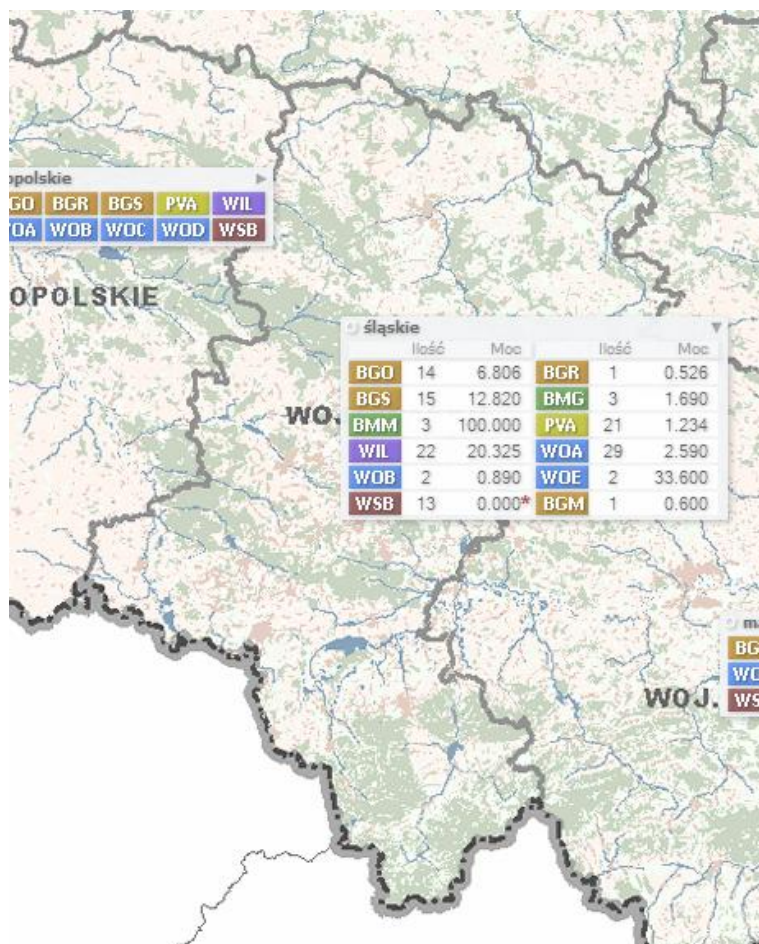 opolskie
BGR BGS PVA WIL
WOB WOC WOD WSB
OPOLSKIE
śląskie
Ilość Moc Ilość Moc
BGO 14 6.806 BGR 1 0.526
BGS 15 12.820 BMG 3 1.690
WOJ.
BMM 3 100.000 PVA 21 1.234
WIL 22 20.325 WOA 29 2.590
WOB 2 0.890 WOE 2 33.600
WSB 13 0.000* BGM 1 0.600
WOJ.